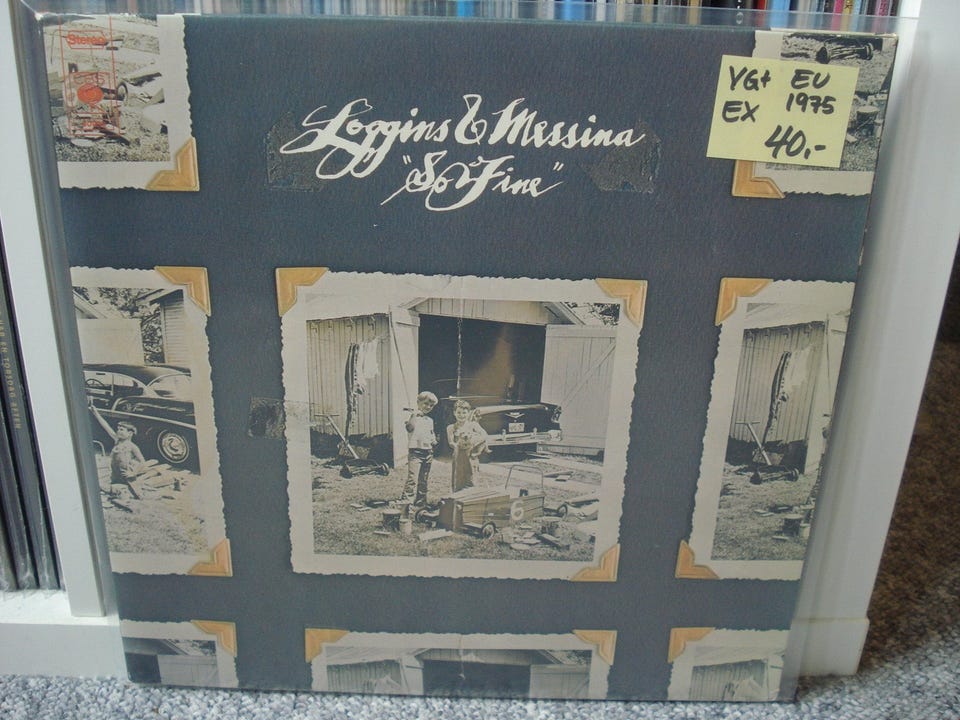 Stereo
Loggins & Messina
"So Fine"
VG+ EU
EX 1975
40,-
6